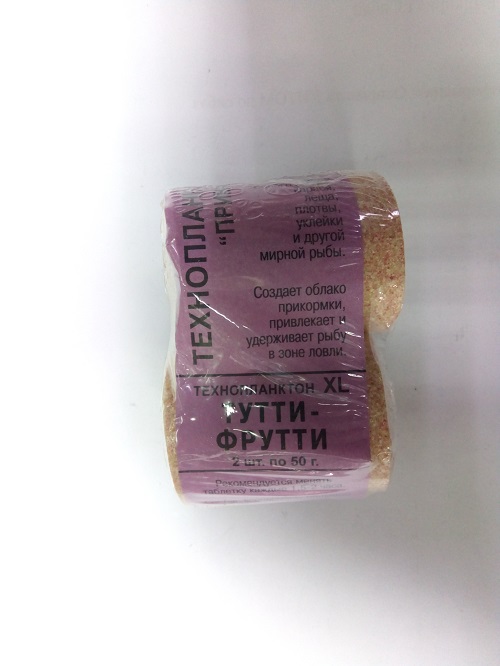 ТЕХНОПЛАН
"ПРИ
леща,
плотвы,
уклейки
и другой
мирной рыбы.
Создает облако
прикормки,
привлекает и
удерживает рыбу
в зоне ловли.
ТЕХНОПЛАНКТОН XL
ТУТТИ-
ФРУТТИ
2 шт. по 50 г.
Рекомендуется менять
таблетку